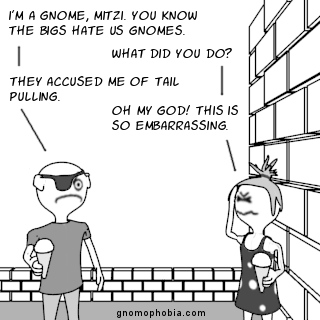 I'M A GNOME, MITZI. YOU KNOW
THE BIGS HATE US GNOMES.
WHAT DID YOU DO?
THEY ACCUSED ME OF TAIL
PULLING.
OH MY GOD! THIS IS
SO EMBARRASSING.
gnomophobia.com